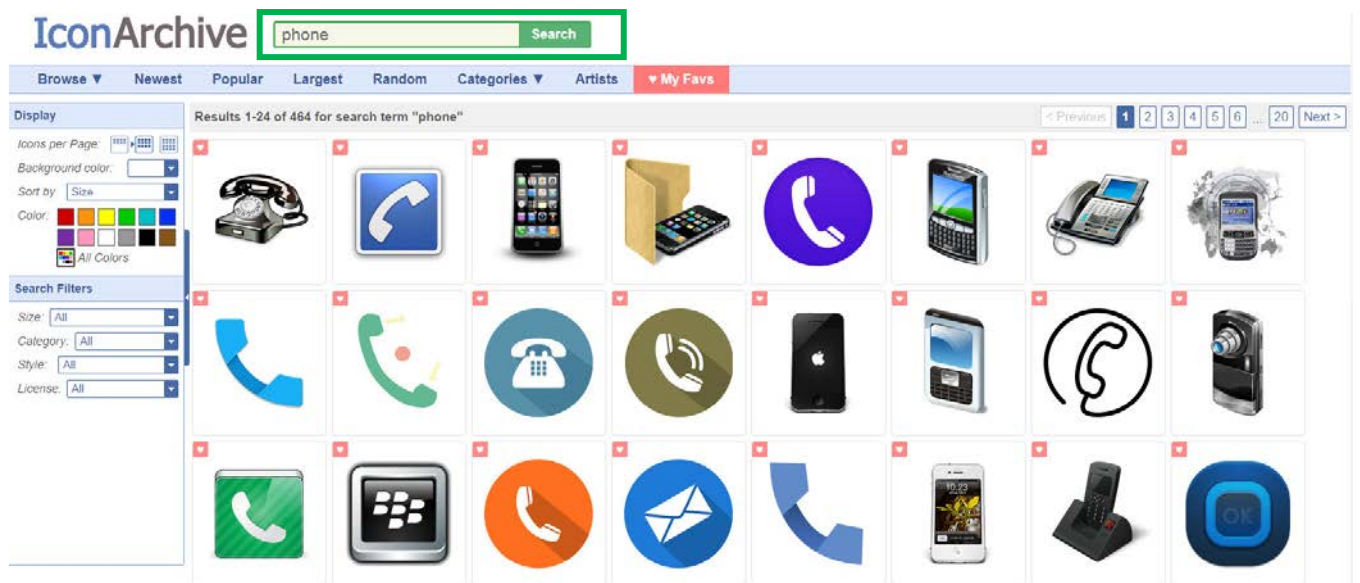 IconArchive
phone Search
Browse ▼ Newest Popular Largest Random Categories ▼ Artists ♥ My Favs
Display
Results 1-24 of 464 for search term "phone"
< Previous 1 2 3 4 5 6 ... 20 Next >
Icons per Page:
Background color:
Sort by Size
Color:
All Colors
Search Filters
Size: All
Category: All
Style: All
License: All
10:23
OK